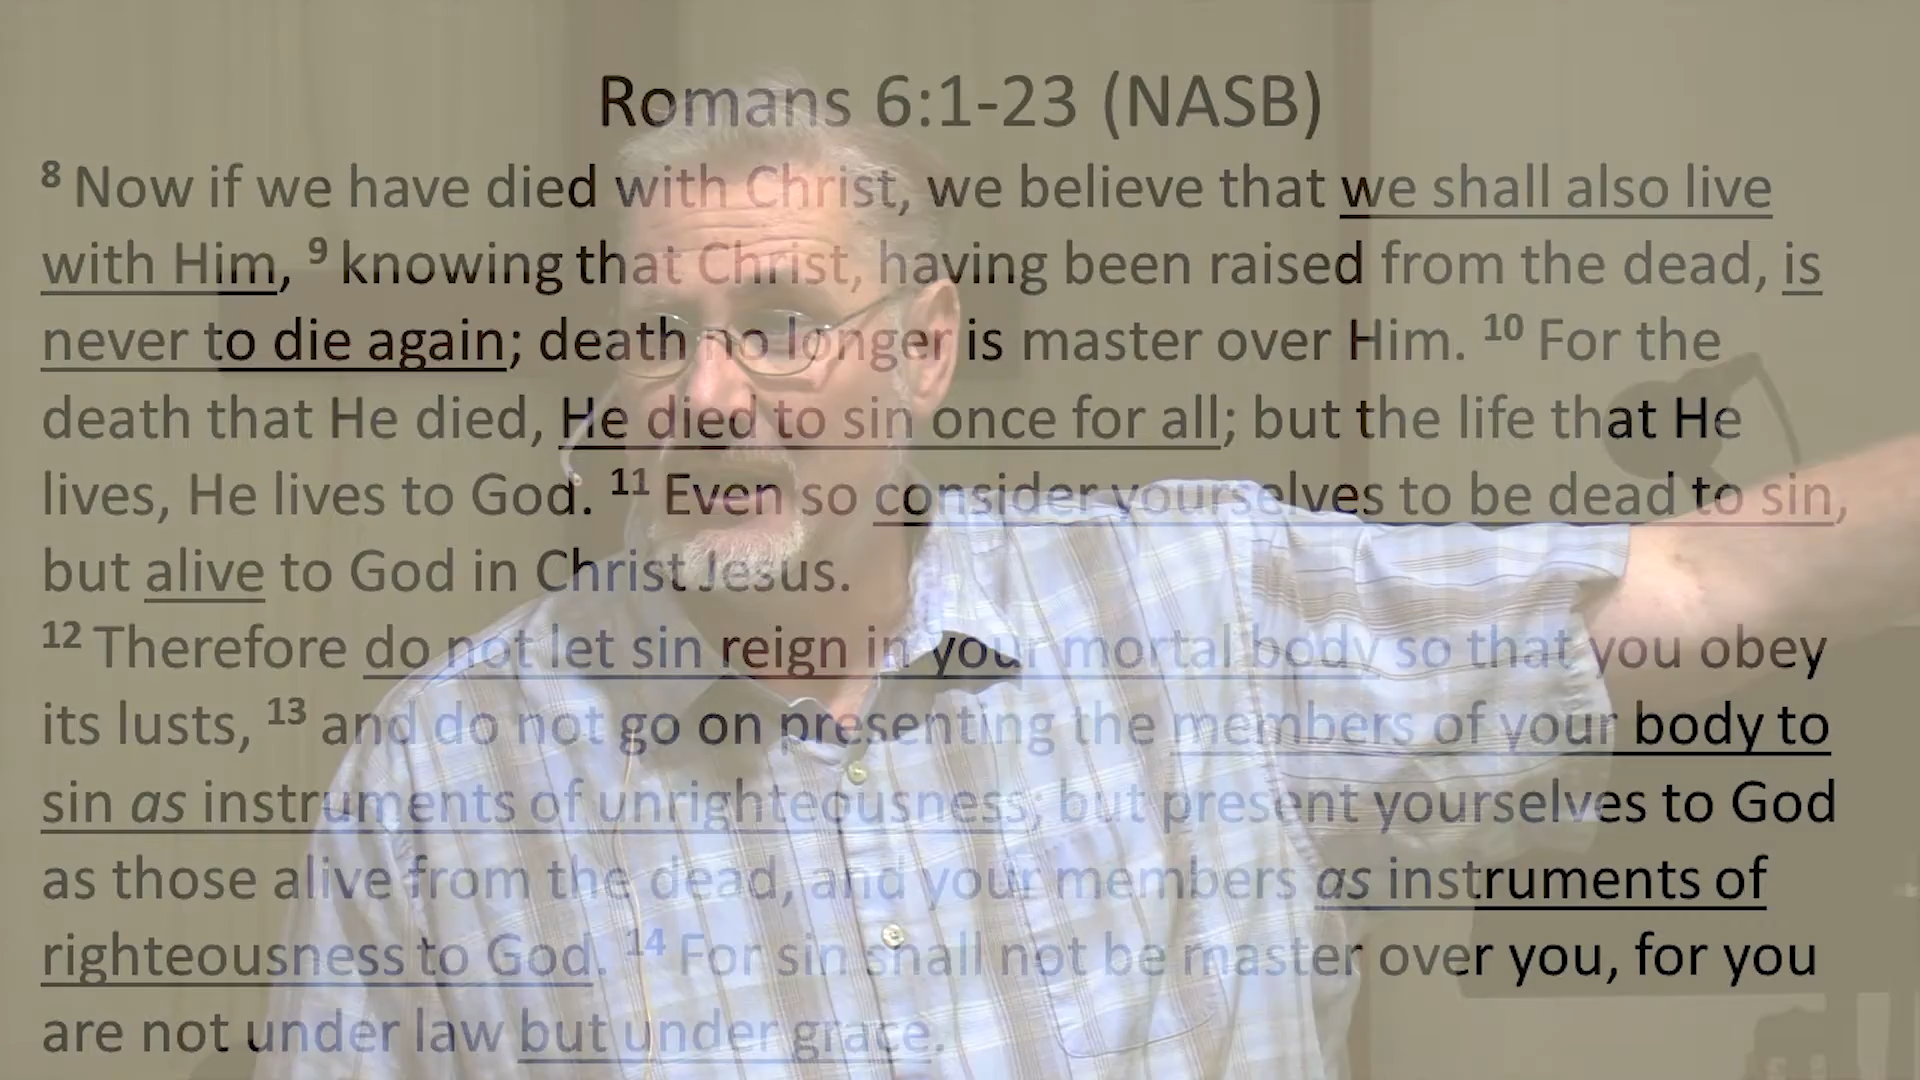 Romans 6:1-23 (NASB)
8 Now if we have died with Christ, we believe that we shall also live
with Him, 9 knowing that Christ, having been raised from the dead, is
never to die again; death no longer is master over Him. 10 For the
death that He died, He died to sin once for all; but the life that He
lives, He lives to God. 11 Even so consider yourselves to be dead to sin,
but alive to God in Christ Jesus.
12 Therefore do not let sin reign in your mortal body so that you obey
its lusts, 13 and do not go on presenting the members of your body to
sin as instruments of unrighteousness; but present yourselves to God
as those alive from the dead, and your members as instruments of
righteousness to God. 14 For sin shall not be master over you, for you
are not under law but under grace.